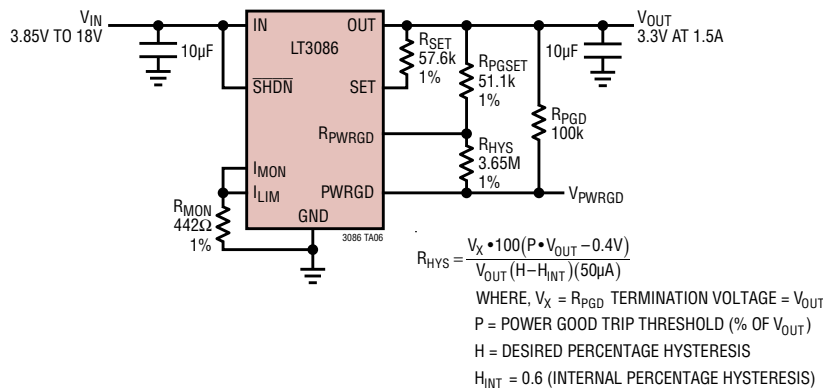 VIN
3.85V TO 18V
10µF
IN
OUT
LT3086
SHDN
SET
RPWRGD
IMON
ILIM
PWRGD
GND
3086 TA06
RMON
442Ω
1%
RSET
57.6k
1%
RPGSET
51.1k
1%
RHYS
3.65M
1%
10µF
VOUT
3.3V AT 1.5A
RPGD
100k
VPWRGD
RHYS = VX•100(P•VOUT–0.4V) / VOUT(H–HINT)(50µA)
WHERE, VX = RPGD TERMINATION VOLTAGE = VOUT
P = POWER GOOD TRIP THRESHOLD (% OF VOUT)
H = DESIRED PERCENTAGE HYSTERESIS
HINT = 0.6 (INTERNAL PERCENTAGE HYSTERESIS)